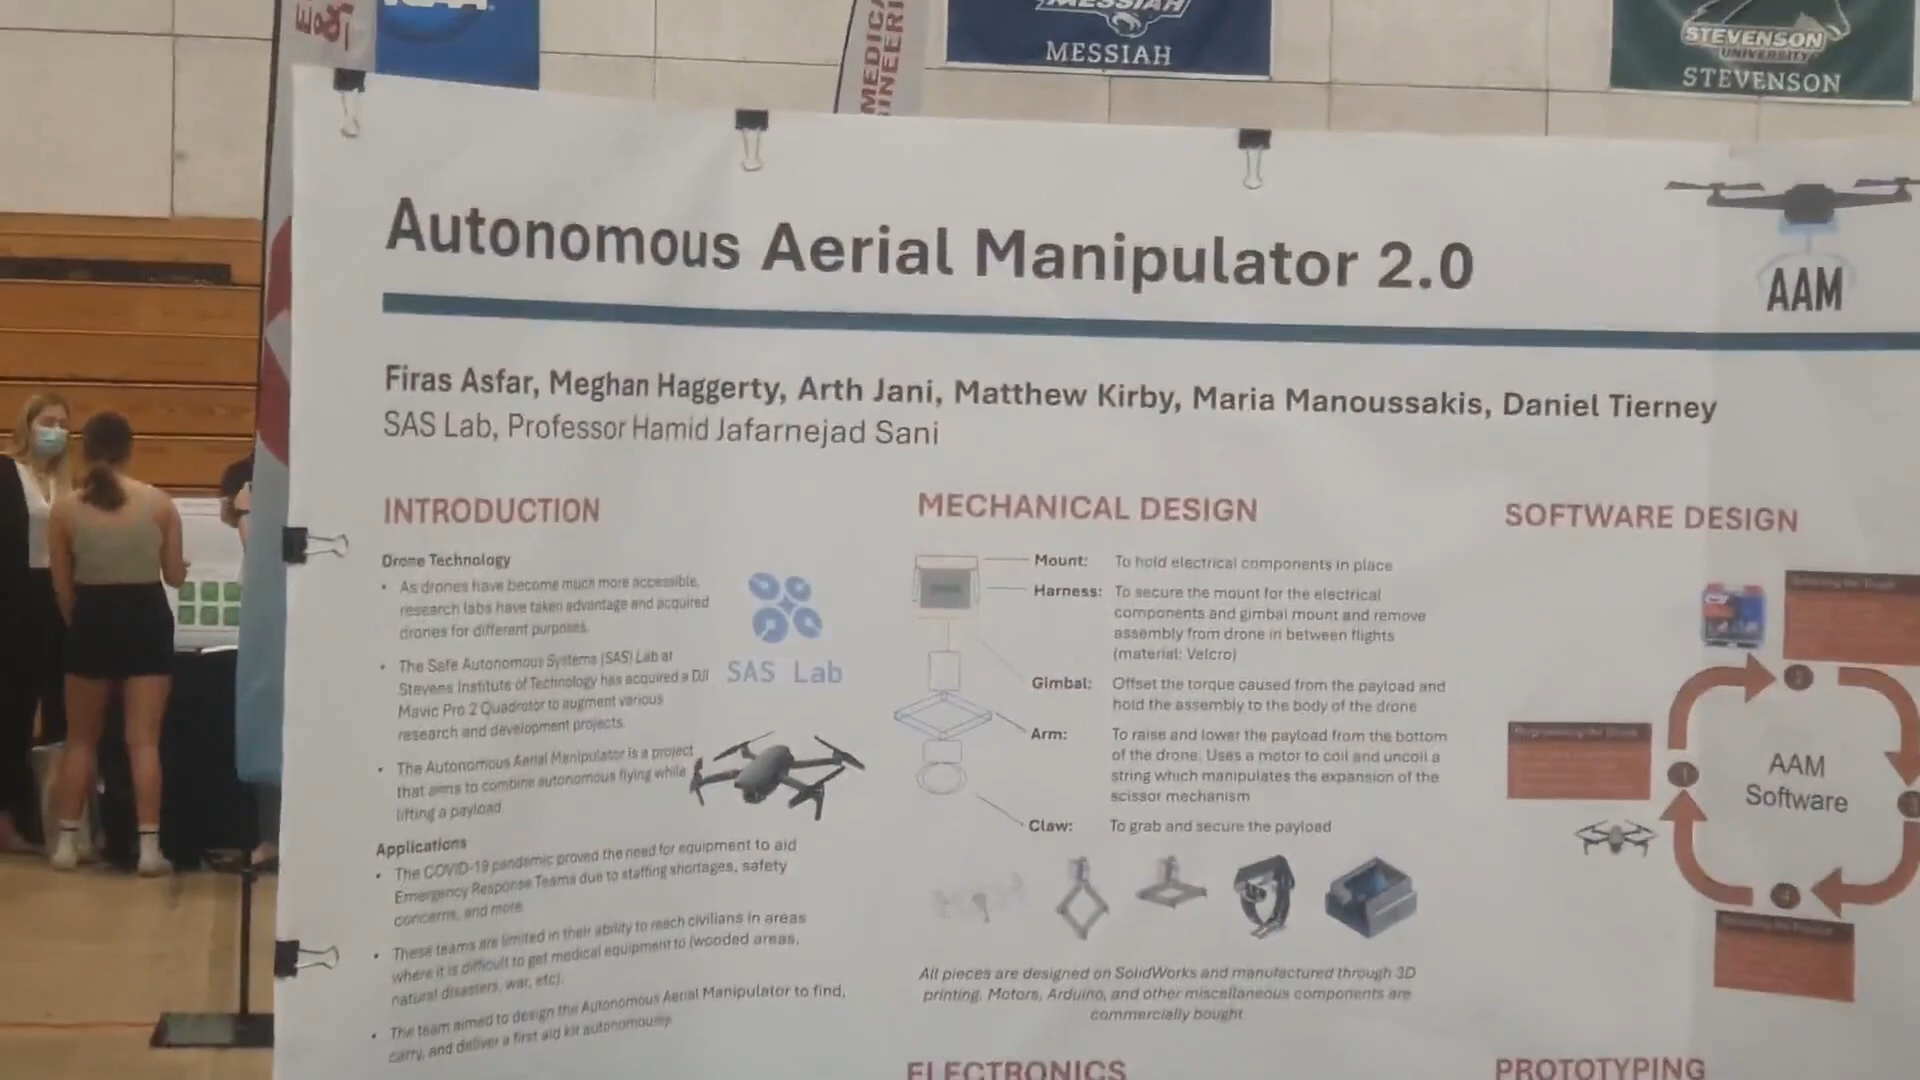 NCAA
MEDICAL
MESSIAH
MESSIAH
STEVENSON
UNIVERSITY
STEVENSON
Autonomous Aerial Manipulator 2.0
AAM
Firas Asfar, Meghan Haggerty, Arth Jani, Matthew Kirby, Maria Manoussakis, Daniel Tierney
SAS Lab, Professor Hamid Jafarnejad Sani
INTRODUCTION
Drone Technology
• As drones have become much more accessible,
research labs have taken advantage and acquired
drones for different purposes.
• The Safe Autonomous Systems (SAS) Lab at
Stevens Institute of Technology has acquired a DJI
Mavic Pro 2 Quadrotor to augment various
research and development projects.
• The Autonomous Aerial Manipulator is a project
that aims to combine autonomous flying while
lifting a payload
SAS Lab
Applications
• The COVID-19 pandemic proved the need for equipment to aid
Emergency Response Teams due to staffing shortages, safety
concerns, and more
• These teams are limited in their ability to reach civilians in areas
where it is difficult to get medical equipment to (wooded areas,
natural disasters, war, etc).
• The team aimed to design the Autonomous Aerial Manipulator to find,
carry, and deliver a first aid kit autonomously
MECHANICAL DESIGN
Mount: To hold electrical components in place
Harness: To secure the mount for the electrical
components and gimbal mount and remove
assembly from drone in between flights
(material: Velcro)
Gimbal: Offset the torque caused from the payload and
hold the assembly to the body of the drone
Arm: To raise and lower the payload from the bottom
of the drone. Uses a motor to coil and uncoil a
string which manipulates the expansion of the
scissor mechanism
Claw: To grab and secure the payload
All pieces are designed on SolidWorks and manufactured through 3D
printing. Motors, Arduino, and other miscellaneous components are
commercially bought
ELECTRONICS
SOFTWARE DESIGN
1
2
3
4
AAM
Software
PROTOTYPING